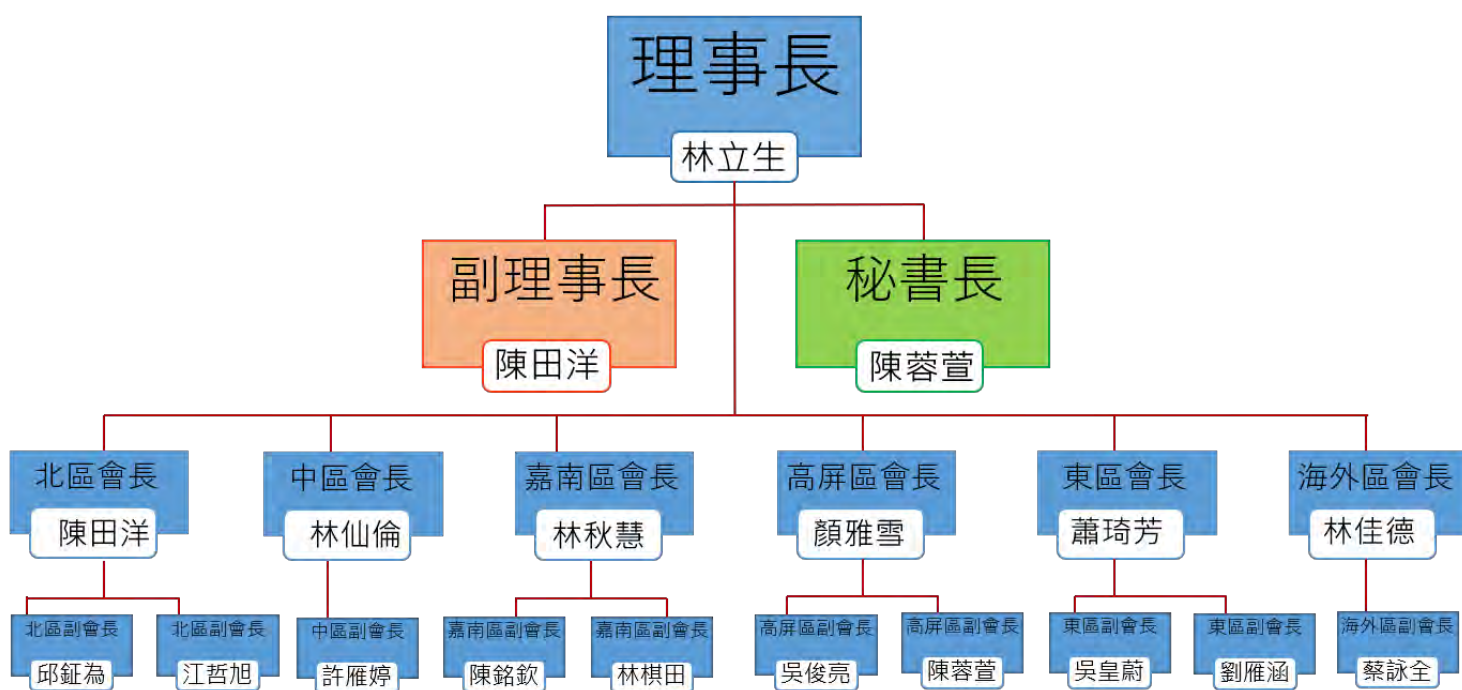 理事長
林立生
副理事長
陳田洋
秘書長
陳蓉萱
北區會長
陳田洋
中區會長
林仙倫
嘉南區會長
林秋慧
高屏區會長
顏雅雪
東區會長
蕭琦芳
海外區會長
林佳德
北區副會長
邱鉦為
北區副會長
江哲旭
中區副會長
許雁婷
嘉南區副會長
陳銘欽
嘉南區副會長
林棋田
高屏區副會長
吳俊亮
高屏區副會長
陳蓉萱
東區副會長
吳皇蔚
東區副會長
劉雁涵
海外區副會長
蔡詠全